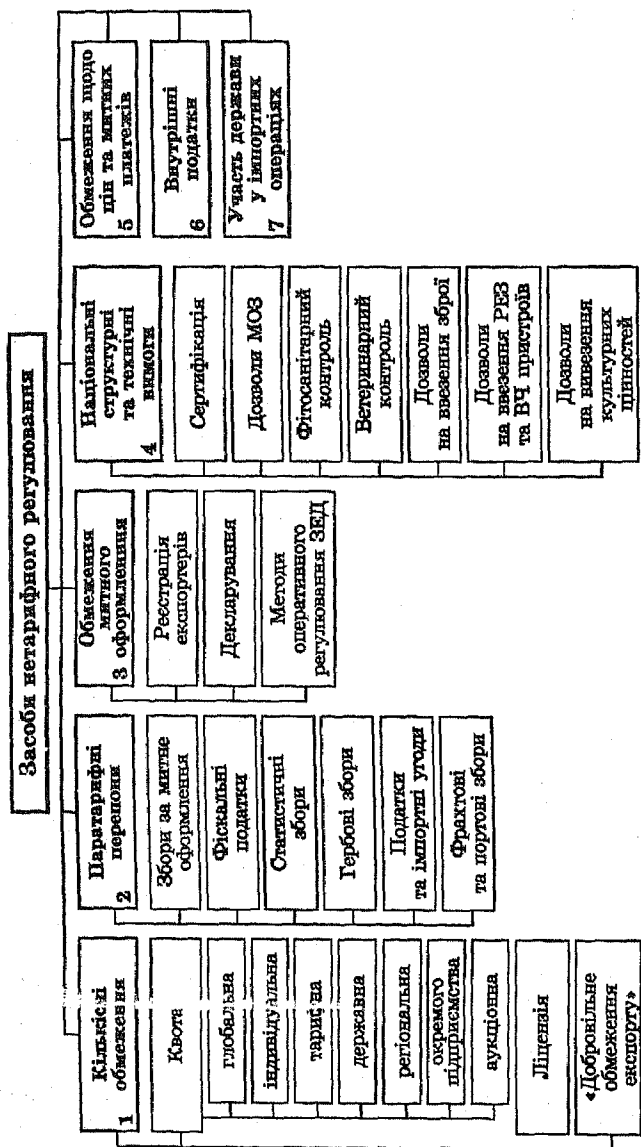 Засоби нетарифного регулювання
Кількісні
обмеження
1
Квота
глобальна
індивідуальна
тарифна
державна
регіональна
окремого
підприємства
аукціонна
Ліцензія
«Добровільне
обмеження
експорту»
Паратарифні
перепони
2
Збори за митне
оформлення
Фіскальні
податки
Статистичні
збори
Гербові збори
Податки
та імпортні угоди
Фрахтові
та портові збори
Обмеження
митного
3 оформлениня
Реєстрація
експортерів
Декларування
Методи
оперативного
регулювання ЗЕД
Національні
структурні
та технічні
вимоги
4
Сертифікація
Дозволи МОЗ
Фітосанітарний
контроль
Ветеринарний
контроль
Дозволи
на ввезення зброї
Дозволи
на ввезення РЕЗ
та ВЧ пристроїв
Дозволи
на вивезення
культурних
цінностей
Обмеження щодо
цін та митних
5 платежів
Внутрішні
податки
6
Участь держави
у імпортних
7 операціях